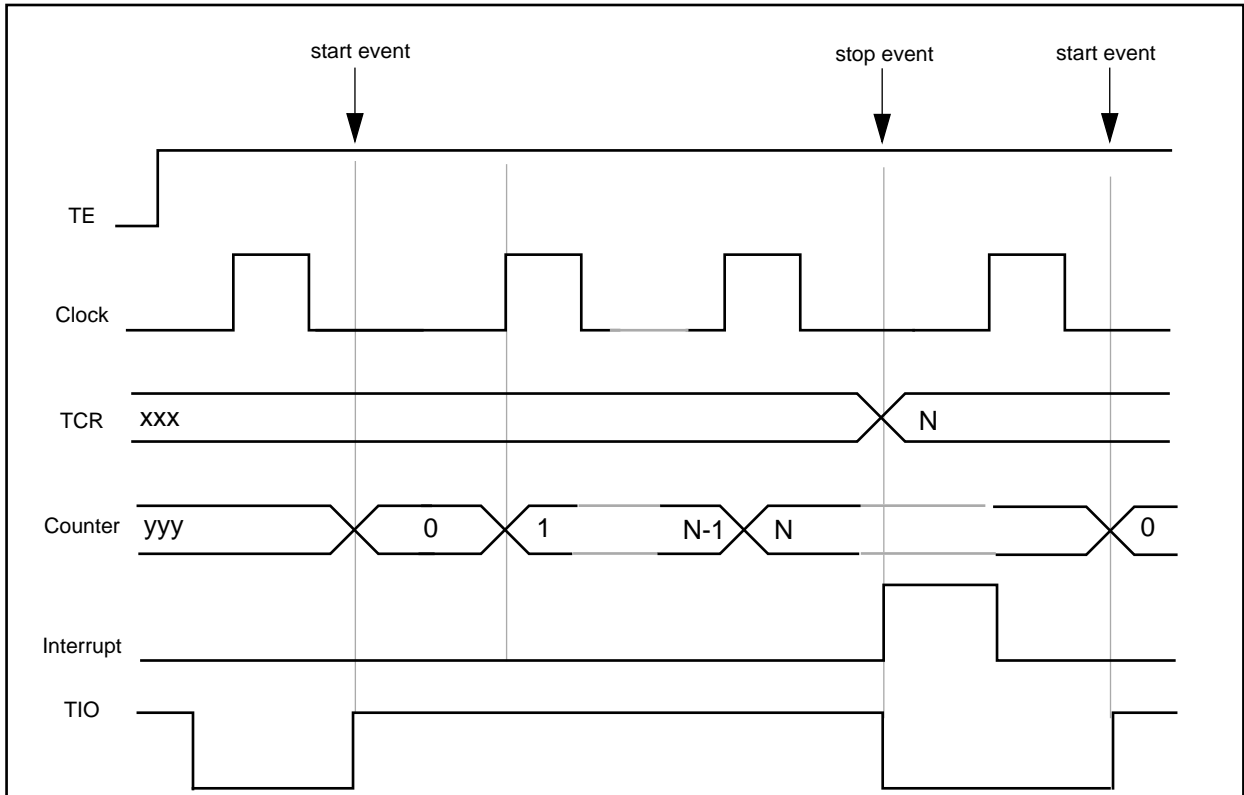 start event
stop event
start event
TE
Clock
TCR
xxx
N
Counter
yyy
0
1
N-1
N
0
Interrupt
TIO